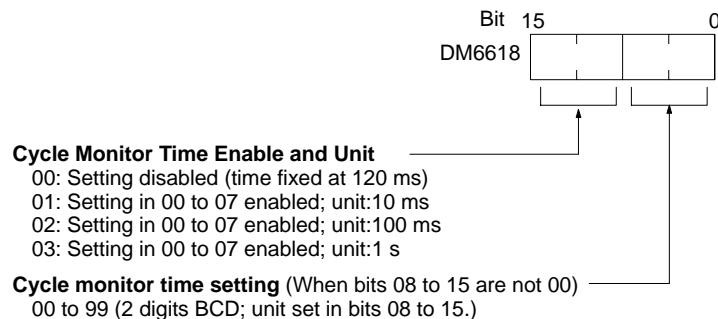 Bit 15 0
DM6618
Cycle Monitor Time Enable and Unit
00: Setting disabled (time fixed at 120 ms)
01: Setting in 00 to 07 enabled; unit:10 ms
02: Setting in 00 to 07 enabled; unit:100 ms
03: Setting in 00 to 07 enabled; unit:1 s
Cycle monitor time setting (When bits 08 to 15 are not 00)
00 to 99 (2 digits BCD; unit set in bits 08 to 15.)